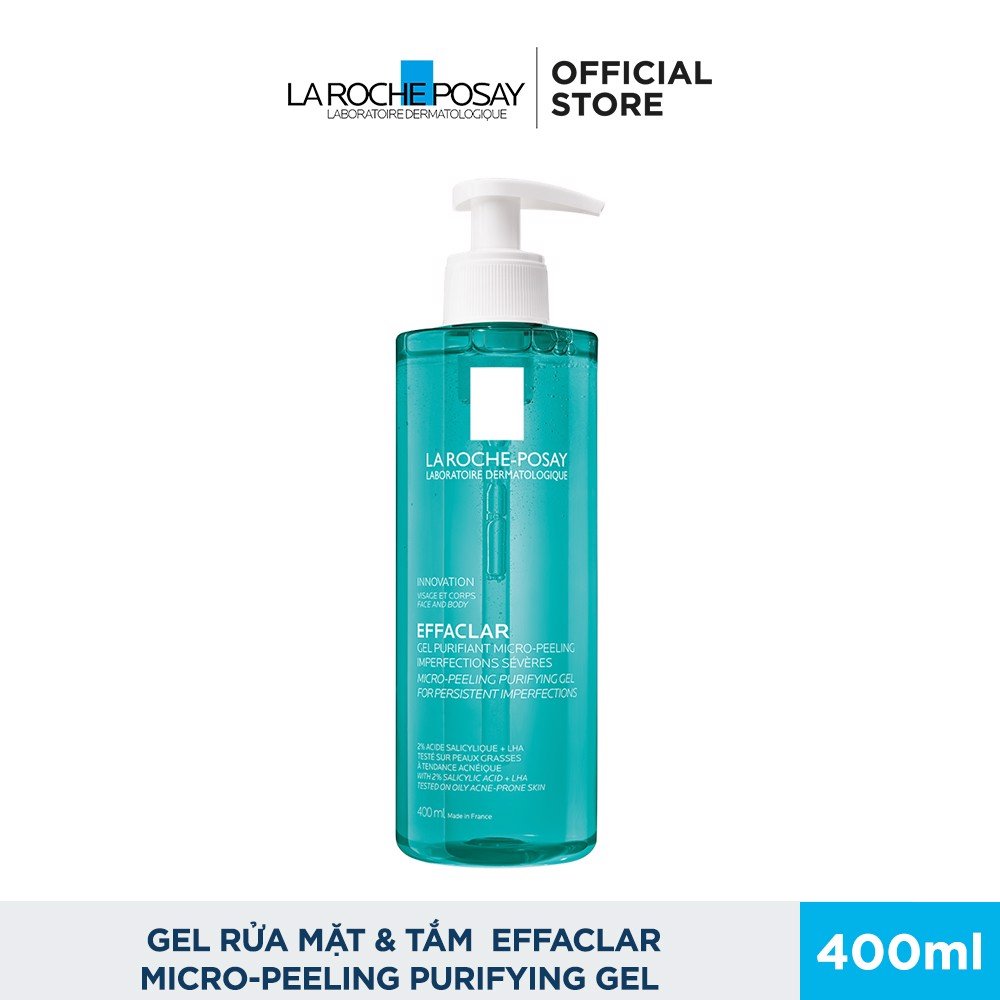 LA ROCHE POSAY
LABORATOIRE DERMATOLOGIQUE
OFFICIAL
STORE
LA ROCHE-POSAY
LABORATOIRE DERMATOLOGIQUE
INNOVATION
VISAGE ET CORPS
FACE AND BODY
EFFACLAR
GEL PURIFIANT MICRO-PEELING
IMPERFECTIONS SÉVÈRES
MICRO-PEELING PURIFYING GEL
FOR PERSISTENT IMPERFECTIONS
2% ACIDE SALICYLIQUE + LHA
TESTÉ SUR PEAUX GRASSES
À TENDANCE ACNÉIQUE
WITH 2% SALICYLIC ACID + LHA
TESTED ON OILY ACNE-PRONE SKIN
400 ml Made in France
GEL RỬA MẶT & TẮM EFFACLAR
MICRO-PEELING PURIFYING GEL
400ml